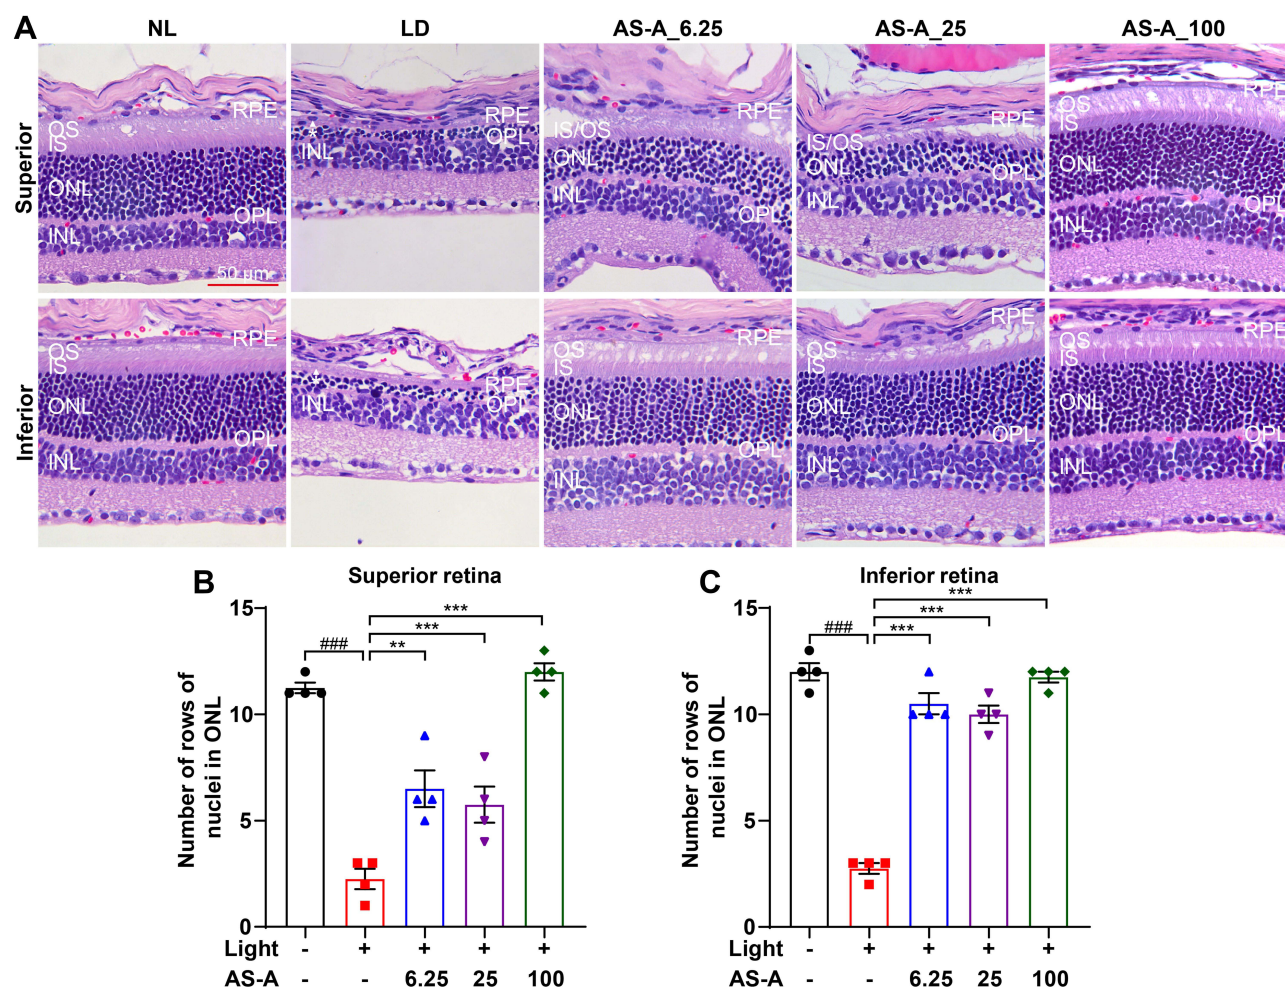 A
NL LD AS-A_6.25 AS-A_25 AS-A_100
Superior
RPE
OS
IS
ONL
OPL
INL
50 µm
RPE
*
OPL
INL
IS/OS
ONL
INL
OPL
RPE
IS/OS
ONL
OPL
INL
RPE
OS
IS
ONL
OPL
INL
Inferior
RPE
OS
IS
ONL
OPL
INL
RPE
INL
OPL
RPE
OS
IS
ONL
OPL
INL
RPE
OS
IS
ONL
OPL
INL
RPE
OS
IS
ONL
OPL
INL
B
Superior retina
Number of rows of
nuclei in ONL
15
10
5
0
***
***
### **
Light - + + + +
AS-A - - 6.25 25 100
C
Inferior retina
Number of rows of
nuclei in ONL
15
10
5
0
***
***
### ***
Light - + + + +
AS-A - - 6.25 25 100